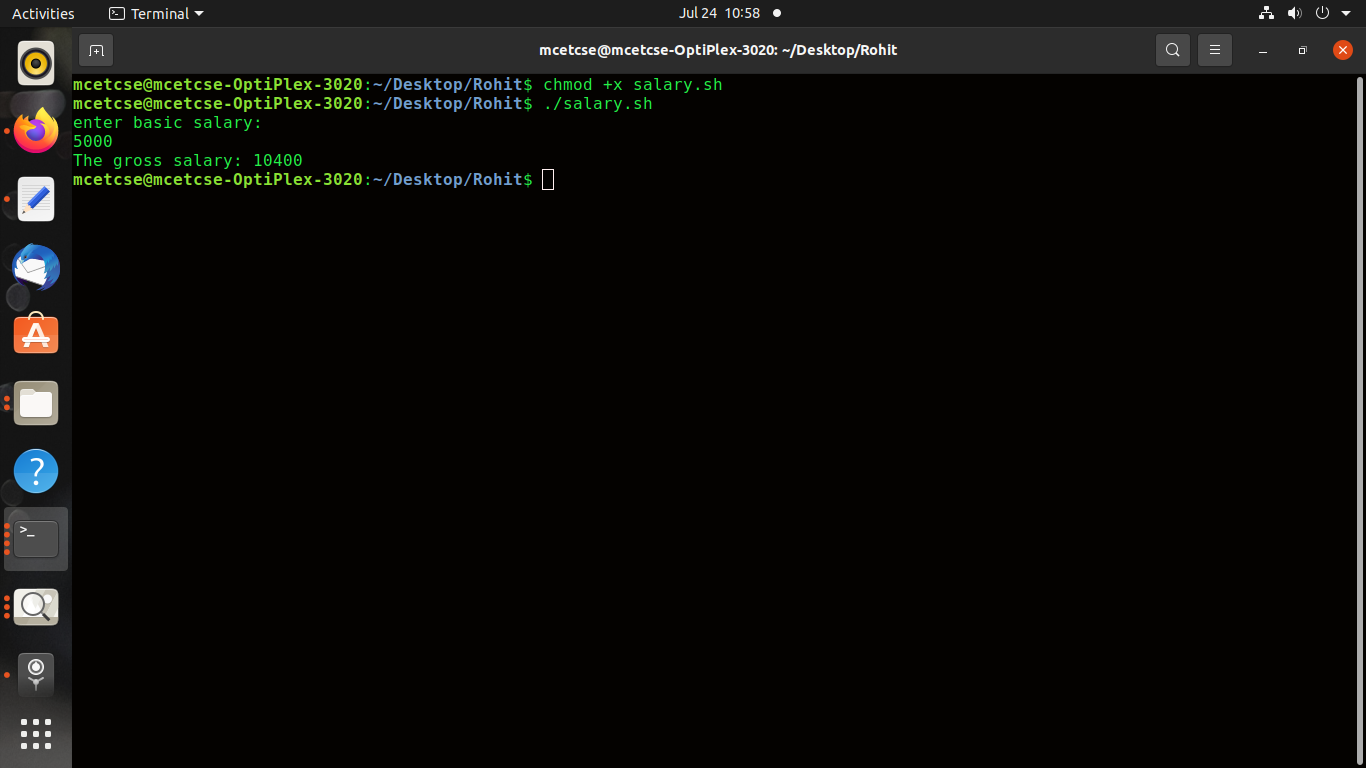 Activities
Terminal
Jul 24 10:58
mcetcse@mcetcse-OptiPlex-3020: ~/Desktop/Rohit
mcetcse@mcetcse-OptiPlex-3020:~/Desktop/Rohit$ chmod +x salary.sh
mcetcse@mcetcse-OptiPlex-3020:~/Desktop/Rohit$ ./salary.sh
enter basic salary:
5000
The gross salary: 10400
mcetcse@mcetcse-OptiPlex-3020:~/Desktop/Rohit$